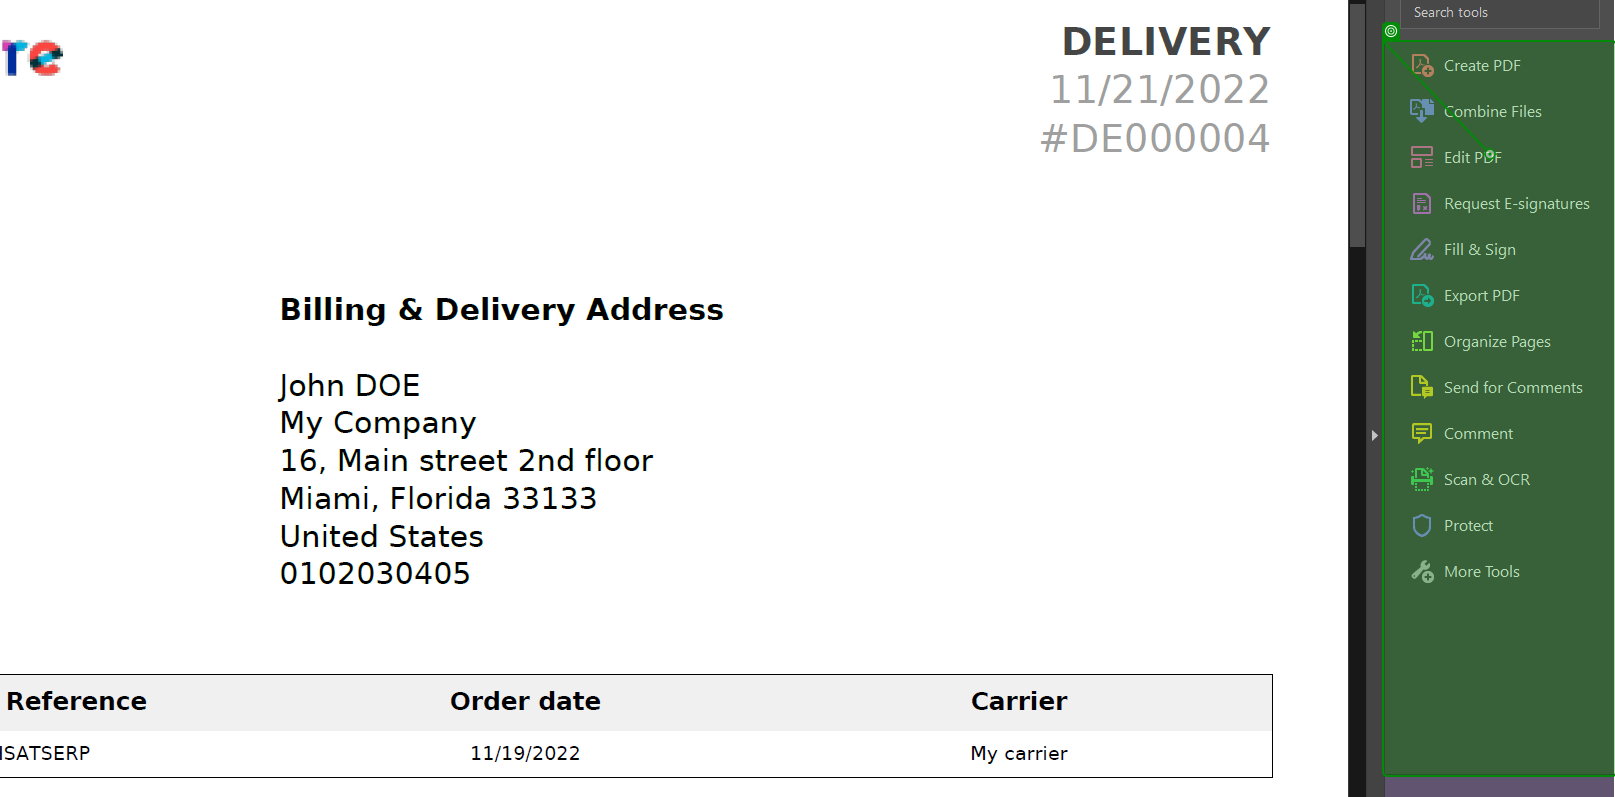 DELIVERY
11/21/2022
#DE000004
Billing & Delivery Address
John DOE
My Company
16, Main street 2nd floor
Miami, Florida 33133
United States
0102030405
Reference Order date Carrier
11/19/2022 My carrier
Search tools
Create PDF
Combine Files
Edit PDF
Request E-signatures
Fill & Sign
Export PDF
Organize Pages
Send for Comments
Comment
Scan & OCR
Protect
More Tools